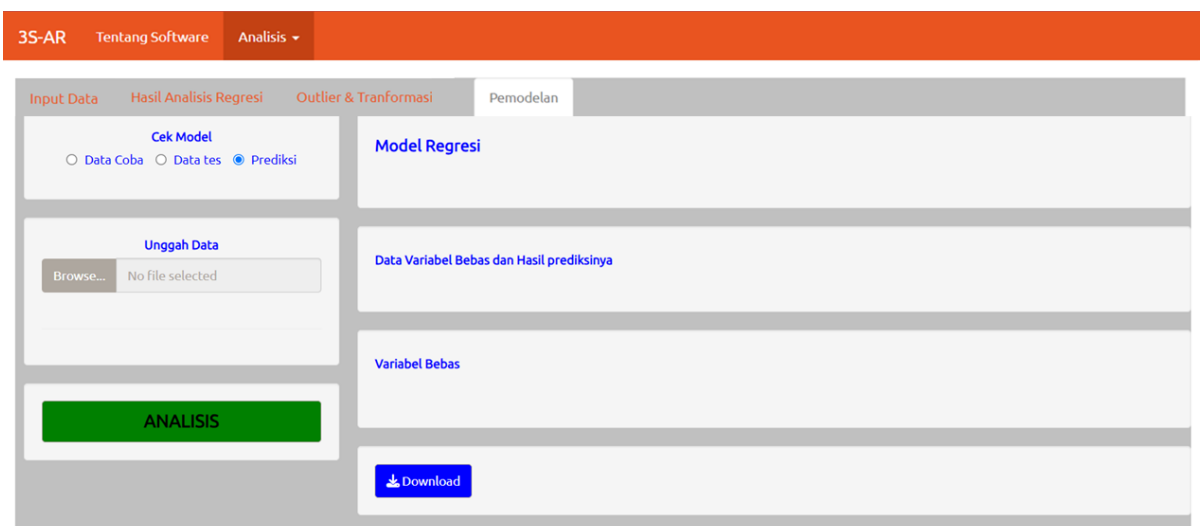 3S-AR Tentang Software Analisis
Input Data Hasil Analisis Regresi Outlier & Tranformasi Pemodelan
Cek Model
Data Coba Data tes Prediksi
Unggah Data
Browse... No file selected
ANALISIS
Model Regresi
Data Variabel Bebas dan Hasil prediksinya
Variabel Bebas
Download